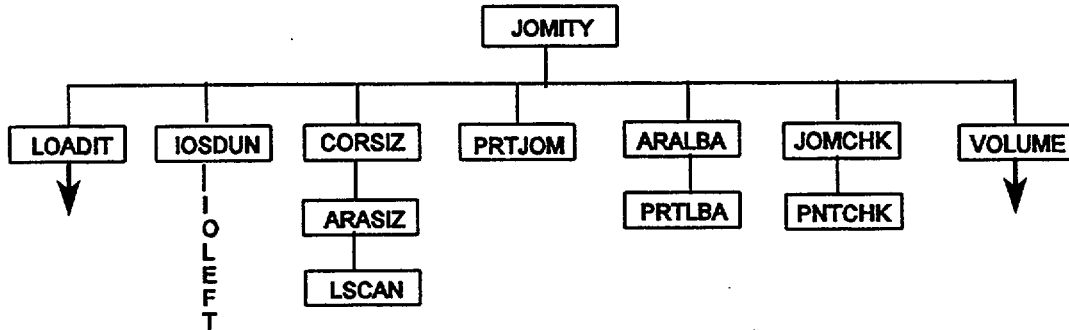 JOMITY
LOADIT
IOSDUN
CORSIZ
PRTJOM
ARALBA
JOMCHK
VOLUME
ARASIZ
PRTLBA
PNTCHK
LSCAN
IOLEFT